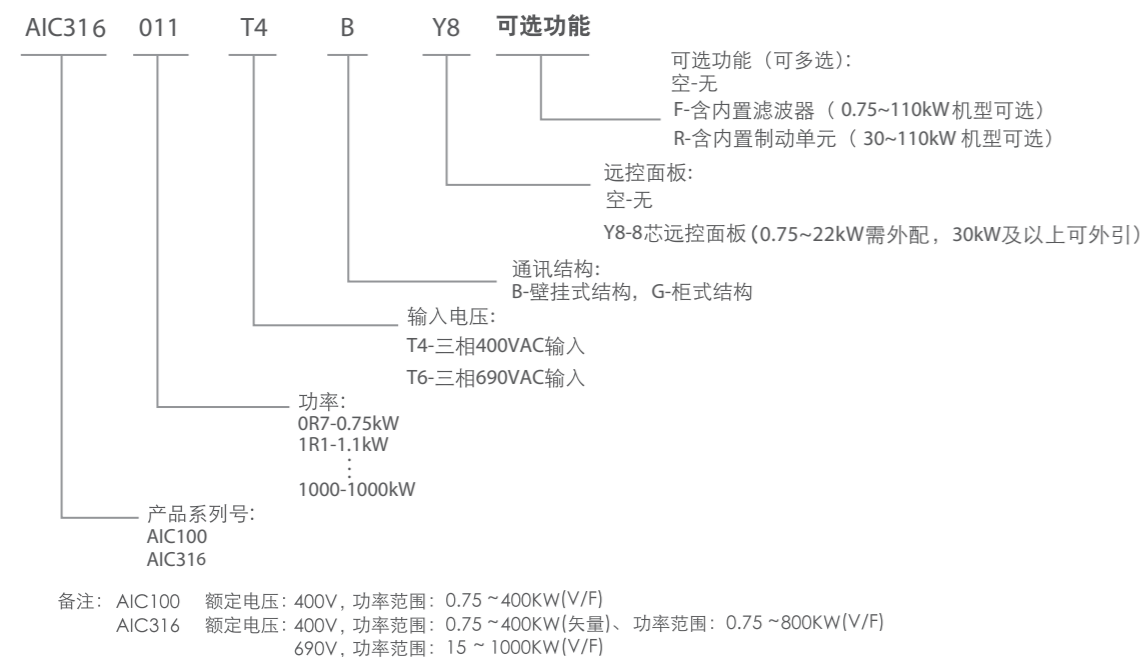 AIC316 011 T4 B Y8 可选功能
可选功能（可多选）：
空-无
F-含内置滤波器（ 0.75~110kW机型可选）
R-含内置制动单元（ 30~110kW 机型可选）
远控面板：
空-无
Y8-8芯远控面板(0.75~22kW需外配，30kW及以上可外引）
通讯结构：
B-壁挂式结构，G-柜式结构
输入电压：
T4-三相400VAC输入
T6-三相690VAC输入
功率：
0R7-0.75kW
1R1-1.1kW
⋮
1000-1000kW
产品系列号：
AIC100
AIC316
备注： AIC100 额定电压：400V，功率范围：0.75 ~400KW(V/F)
AIC316 额定电压：400V，功率范围：0.75 ~400KW(矢量)、功率范围：0.75 ~800KW(V/F)
690V，功率范围：15 ~ 1000KW(V/F)